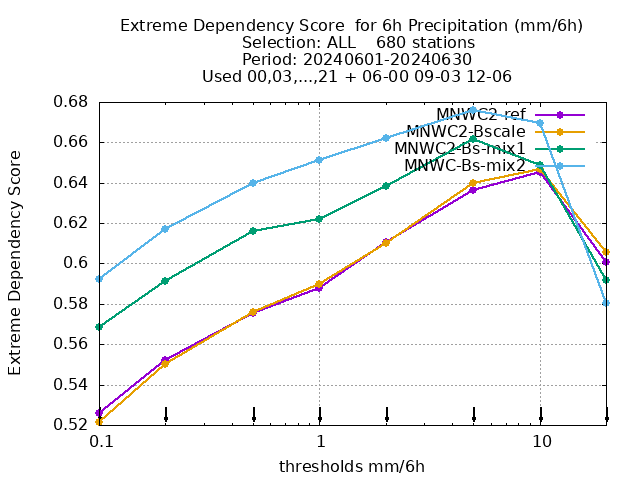 Extreme Dependency Score  for 6h Precipitation (mm/6h)
Selection: ALL    680 stations
Period: 20240601-20240630
Used 00,03,...,21 + 06-00 09-03 12-06
MNWC2-ref
MNWC2-Bscale
MNWC2-Bs-mix1
MNWC-Bs-mix2
0.68
0.66
0.64
0.62
0.6
0.58
0.56
0.54
0.52
Extreme Dependency Score
0.1
1
10
thresholds mm/6h